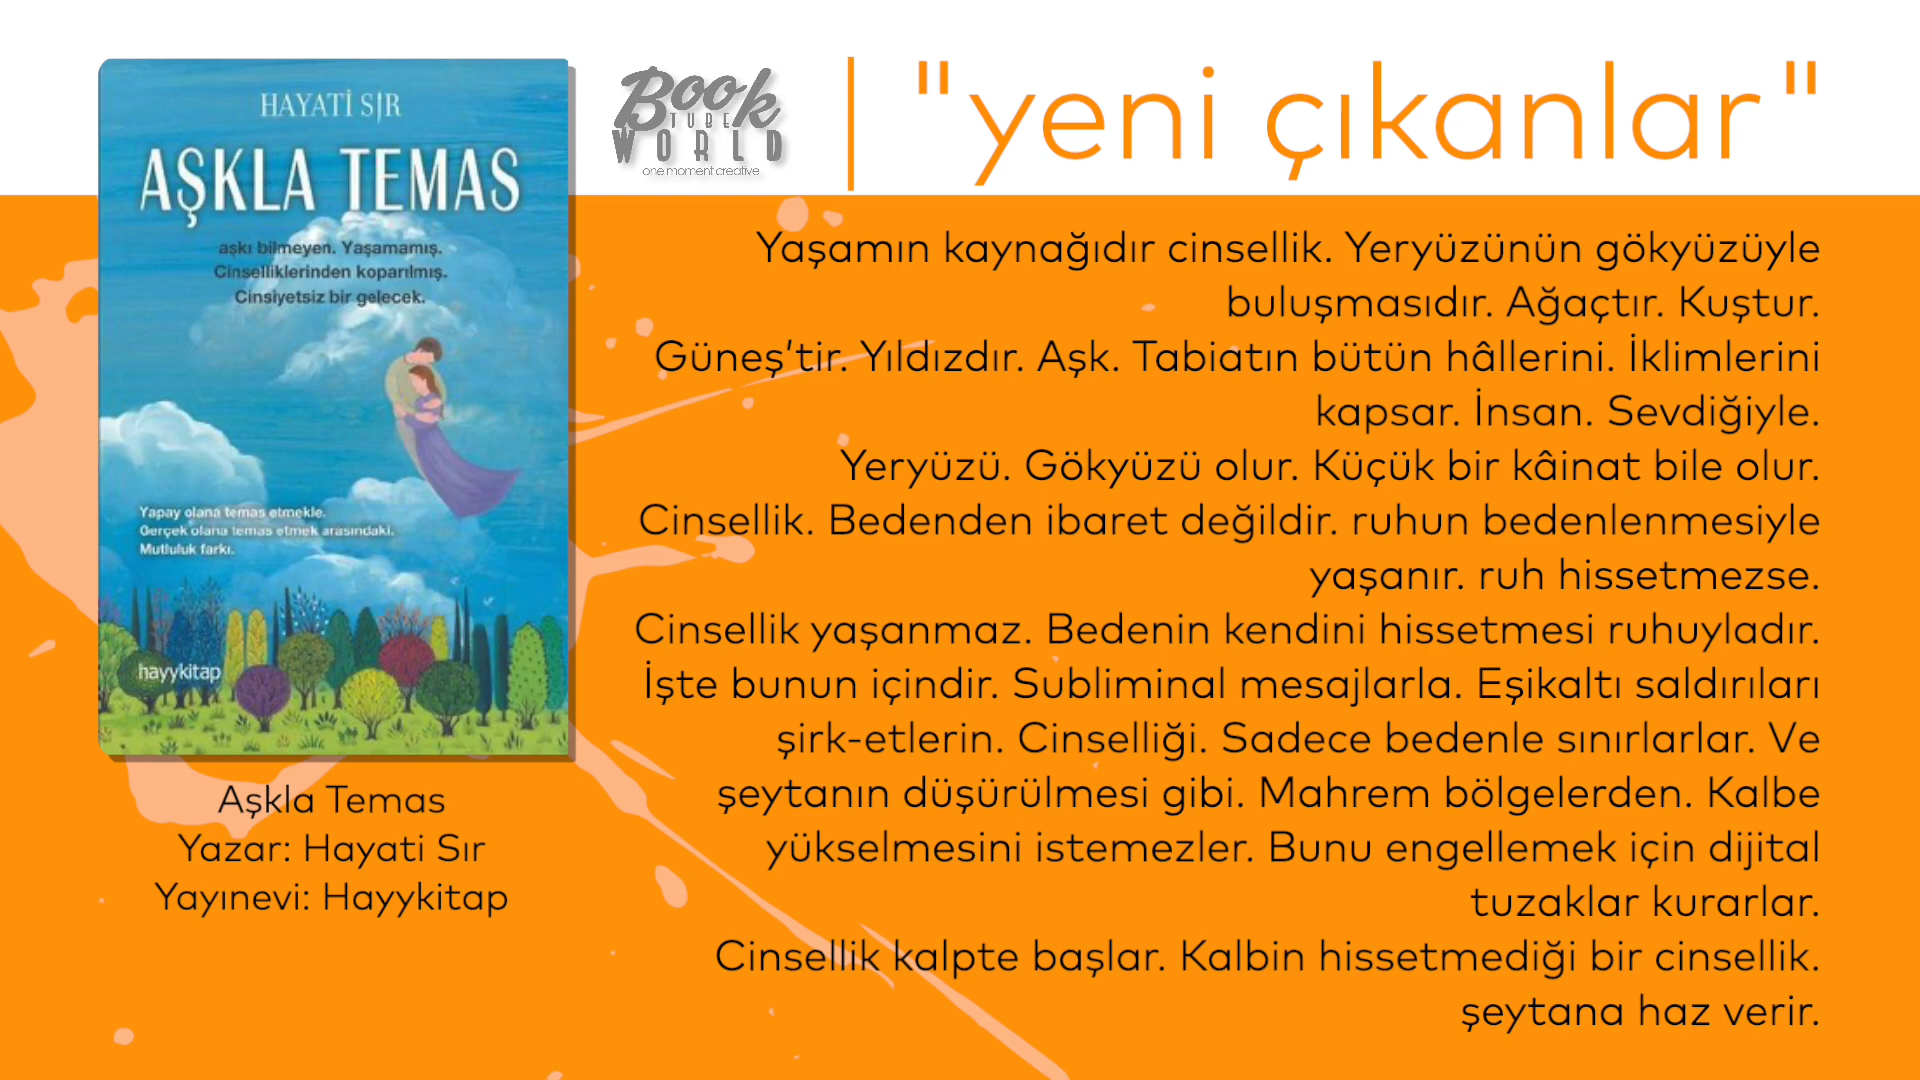 HAYATİ SIR
AŞKLA TEMAS
aşkı bilmeyen. Yaşamamış.
Cinselliklerinden koparılmış.
Cinsiyetsiz bir gelecek.
Yapay olana temas etmekle.
Gerçek olana temas etmek arasındaki.
Mutluluk farkı.
hayykitap
Aşkla Temas
Yazar: Hayati Sır
Yayınevi: Hayykitap
Book
TUBE
WORLD
one moment creative
"yeni çıkanlar"
Yaşamın kaynağıdır cinsellik. Yeryüzünün gökyüzüyle
buluşmasıdır. Ağaçtır. Kuştur.
Güneş'tir. Yıldızdır. Aşk. Tabiatın bütün hâllerini. İklimlerini
kapsar. İnsan. Sevdiğiyle.
Yeryüzü. Gökyüzü olur. Küçük bir kâinat bile olur.
Cinsellik. Bedenden ibaret değildir. ruhun bedenlenmesiyle
yaşanır. ruh hissetmezse.
Cinsellik yaşanmaz. Bedenin kendini hissetmesi ruhuyladır.
İşte bunun içindir. Subliminal mesajlarla. Eşikaltı saldırıları
şirk-etlerin. Cinselliği. Sadece bedenle sınırlarlar. Ve
şeytanın düşürülmesi gibi. Mahrem bölgelerden. Kalbe
yükselmesini istemezler. Bunu engellemek için dijital
tuzaklar kurarlar.
Cinsellik kalpte başlar. Kalbin hissetmediği bir cinsellik.
şeytana haz verir.